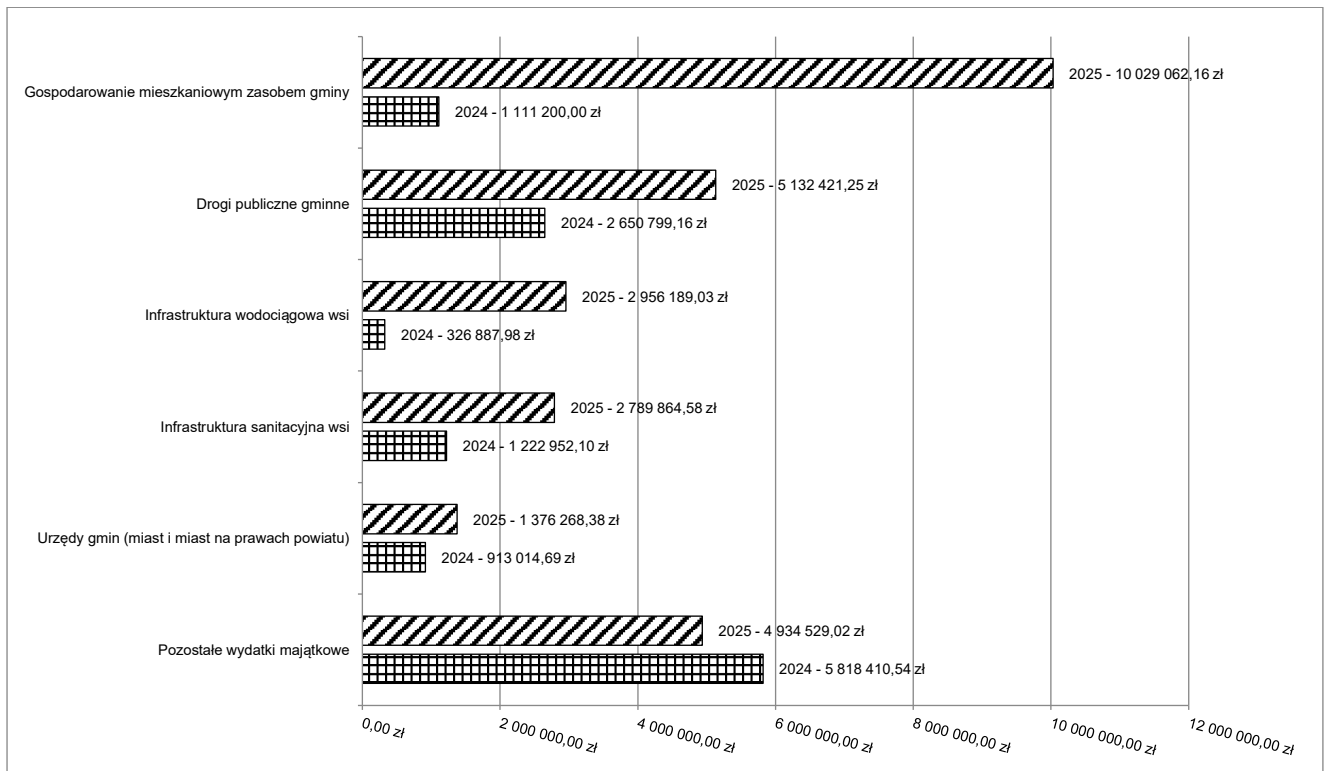 2025 - 10 029 062,16 zł
Gospodarowanie mieszkaniowym zasobem gminy
2024 - 1 111 200,00 zł
2025 - 5 132 421,25 zł
Drogi publiczne gminne
2024 - 2 650 799,16 zł
2025 - 2 956 189,03 zł
Infrastruktura wodociągowa wsi
2024 - 326 887,98 zł
2025 - 2 789 864,58 zł
Infrastruktura sanitacyjna wsi
2024 - 1 222 952,10 zł
2025 - 1 376 268,38 zł
Urzędy gmin (miast i miast na prawach powiatu)
2024 - 913 014,69 zł
2025 - 4 934 529,02 zł
Pozostałe wydatki majątkowe
2024 - 5 818 410,54 zł
0,00 zł
2 000 000,00 zł
4 000 000,00 zł
6 000 000,00 zł
8 000 000,00 zł
10 000 000,00 zł
12 000 000,00 zł